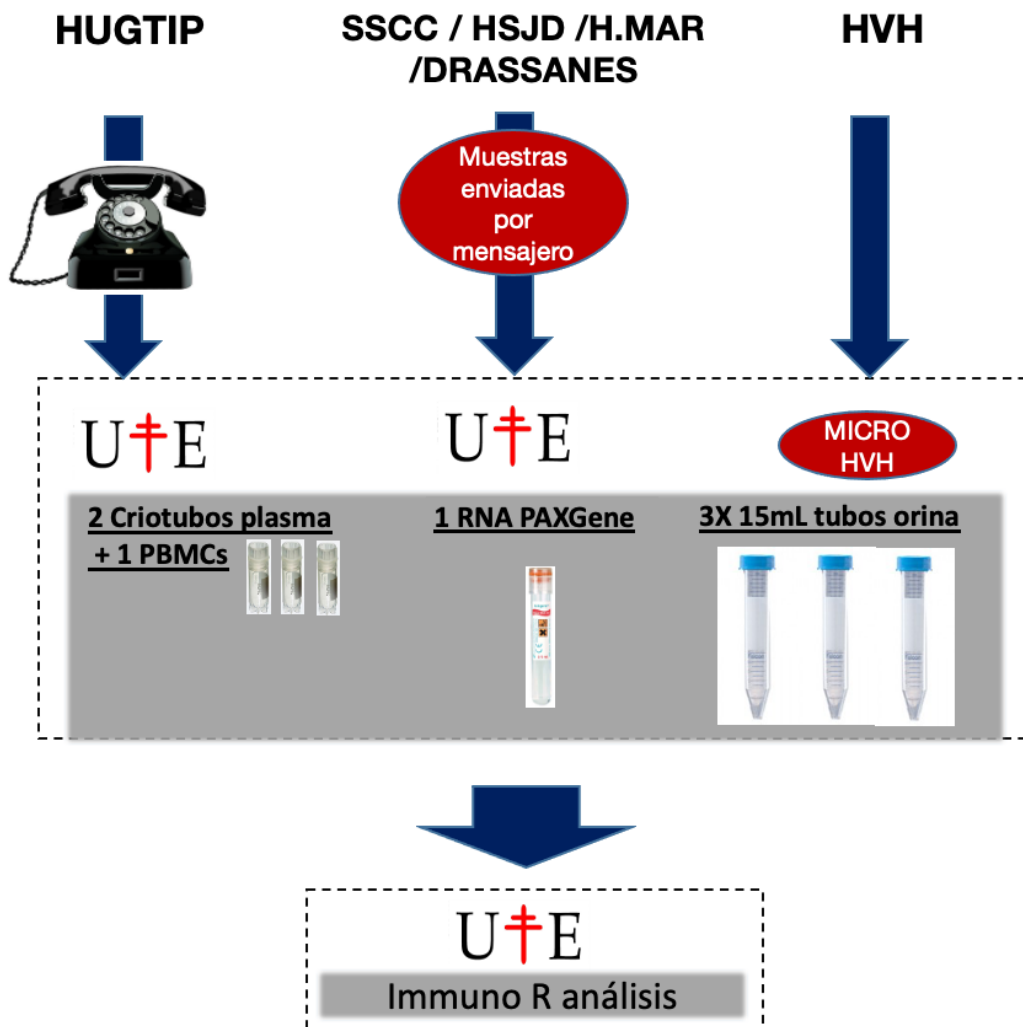 HUGTIP
SSCC / HSJD /H.MAR
/DRASSANES
HVH
Muestras
enviadas
por
mensajero
U‡E
U‡E
MICRO
HVH
2 Criotubos plasma
+ 1 PBMCs
1 RNA PAXGene
3X 15mL tubos orina
U‡E
Immuno R análisis